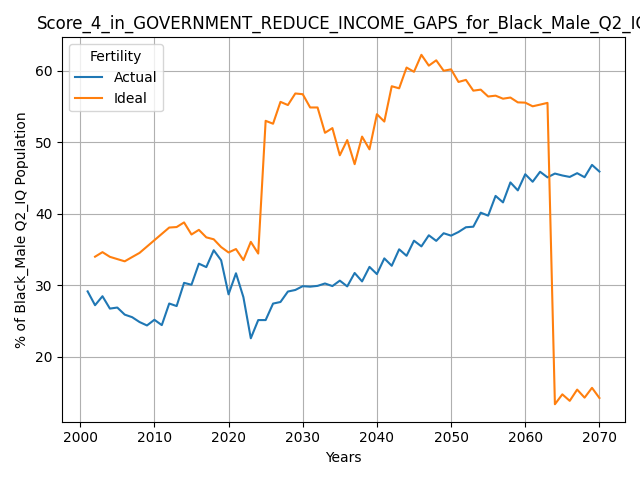 Score_4_in_GOVERNMENT_REDUCE_INCOME_GAPS_for_Black_Male_Q2_IQ
Fertility
Actual
Ideal
% of Black_Male Q2_IQ Population
60
50
40
30
20
2000 2010 2020 2030 2040 2050 2060 2070
Years